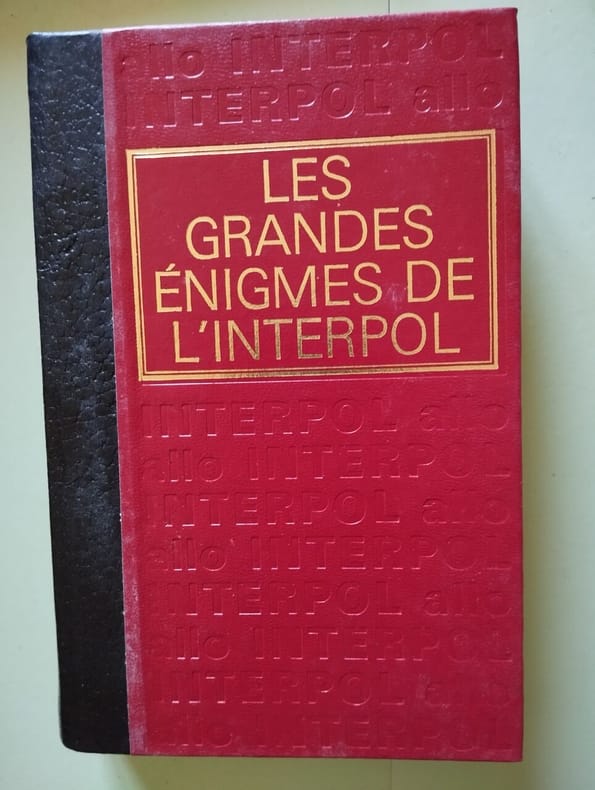 allo INTERPOL
INTERPOL allo
LES
GRANDES
ÉNIGMES DE
L'INTERPOL
INTERPOL allo
allo INTERPOL
INTERPOL allo
allo INTERPOL
INTERPOL allo
allo INTERPOL
INTERPOL allo
allo INTERPOL